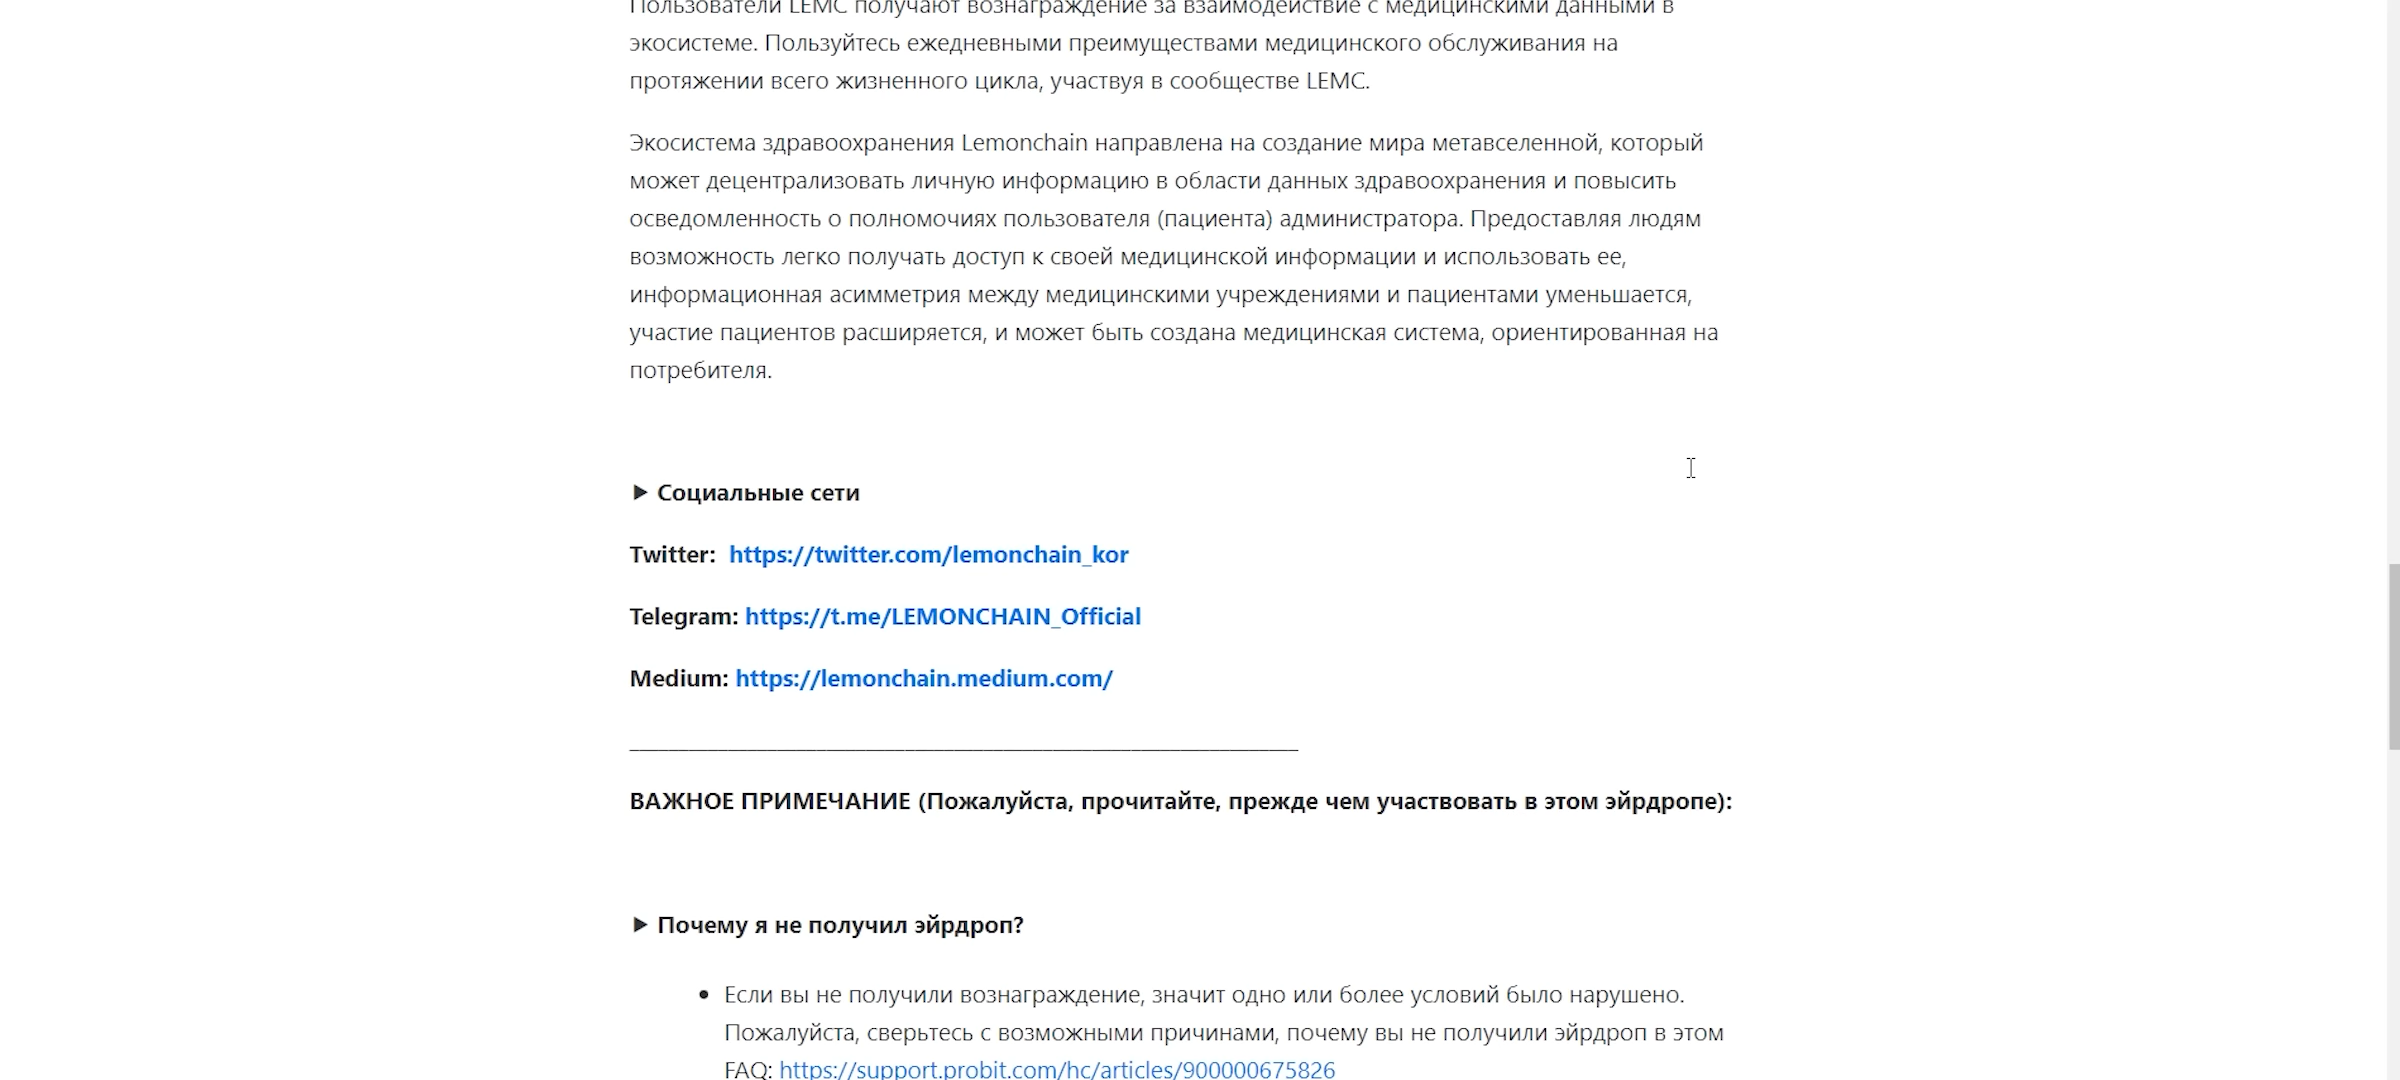 Пользователи LEMC получают вознаграждение за взаимодействие с медицинскими данными в
экосистеме. Пользуйтесь ежедневными преимуществами медицинского обслуживания на
протяжении всего жизненного цикла, участвуя в сообществе LEMC.
Экосистема здравоохранения Lemonchain направлена на создание мира метавселенной, который
может децентрализовать личную информацию в области данных здравоохранения и повысить
осведомленность о полномочиях пользователя (пациента) администратора. Предоставляя людям
возможность легко получать доступ к своей медицинской информации и использовать ее,
информационная асимметрия между медицинскими учреждениями и пациентами уменьшается,
участие пациентов расширяется, и может быть создана медицинская система, ориентированная на
потребителя.
▶ Социальные сети
Twitter: https://twitter.com/lemonchain_kor
Telegram: https://t.me/LEMONCHAIN_Official
Medium: https://lemonchain.medium.com/
ВАЖНОЕ ПРИМЕЧАНИЕ (Пожалуйста, прочитайте, прежде чем участвовать в этом эйрдропе):
▶ Почему я не получил эйрдроп?
• Если вы не получили вознаграждение, значит одно или более условий было нарушено.
Пожалуйста, сверьтесь с возможными причинами, почему вы не получили эйрдроп в этом
FAQ: https://support.probit.com/hc/articles/900000675826